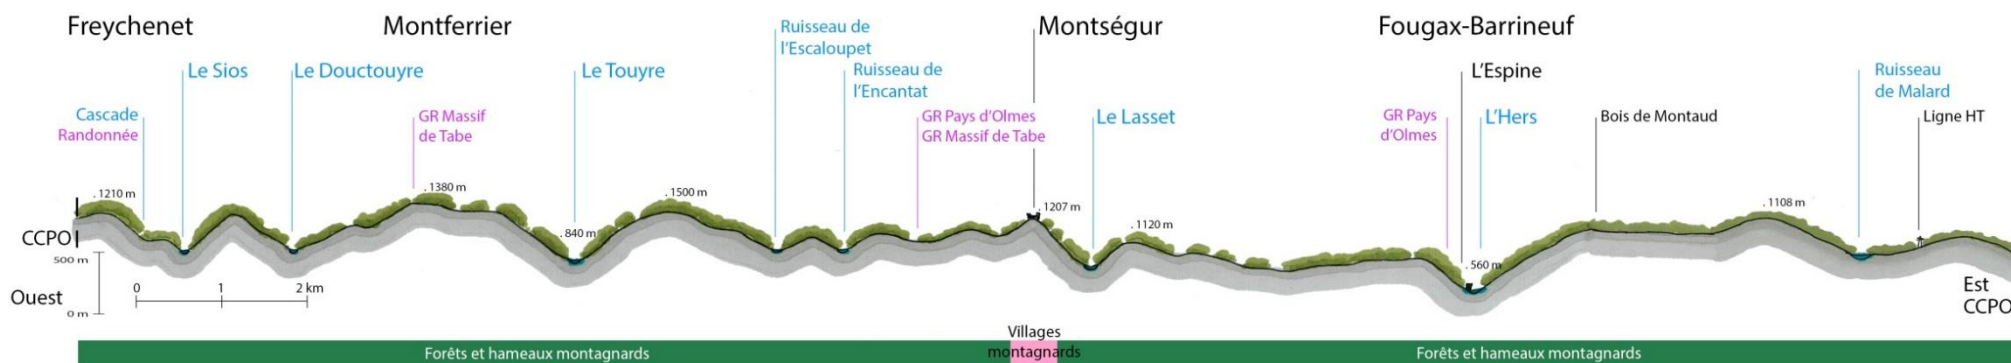 Freychenet
Montferrier
Montségur
Fougax-Barrineuf
Ruisseau de
l'Escaloupet
Le Sios
Le Douctouyre
Le Touyre
Ruisseau de
l'Encantat
L'Espine
Ruisseau
de Malard
Cascade
Randonnée
GR Massif
de Tabe
GR Pays d'Olmes
GR Massif de Tabe
Le Lasset
GR Pays
d'Olmes
L'Hers
Bois de Montaud
Ligne HT
. 1210 m
. 1380 m
. 1500 m
. 1207 m
. 1108 m
. 840 m
. 1120 m
. 560 m
CCPO
500 m
Ouest
0 m
0 1 2 km
Est
CCPO
Villages
montagnards
Forêts et hameaux montagnards
Forêts et hameaux montagnards